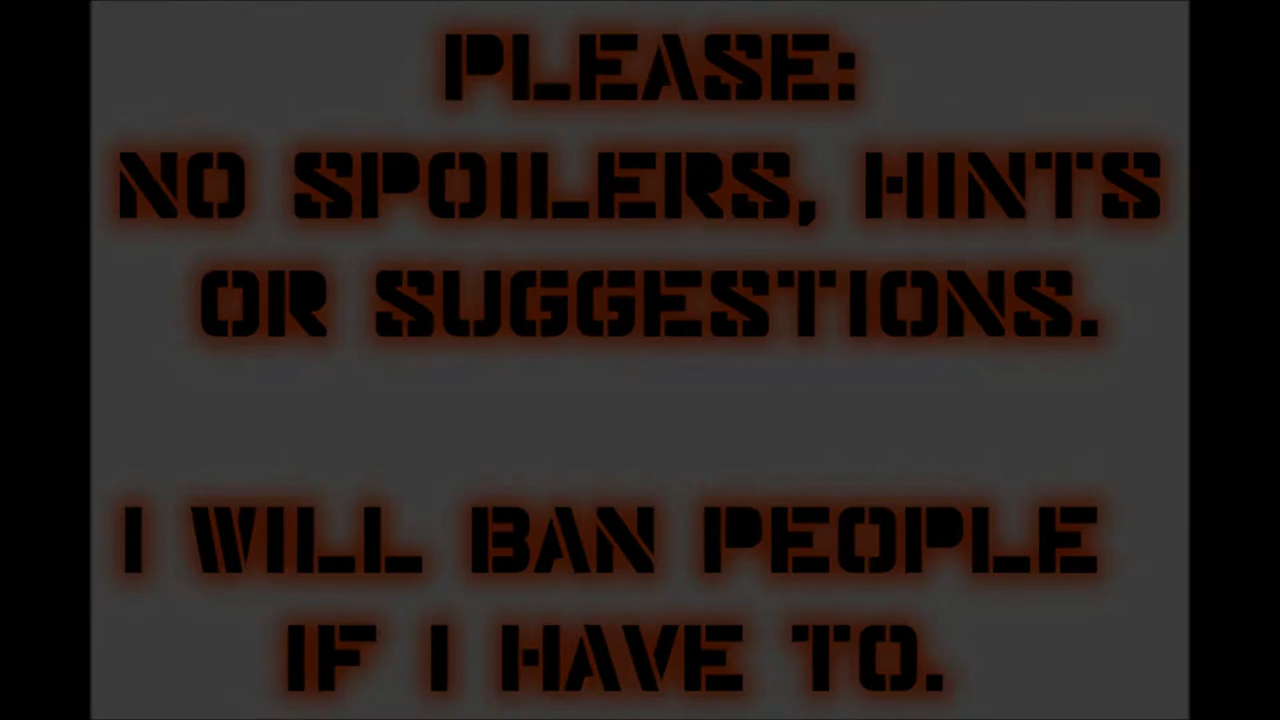 PLEASE:
NO SPOILERS, HINTS
OR SUGGESTIONS.
I WILL BAN PEOPLE
IF I HAVE TO.